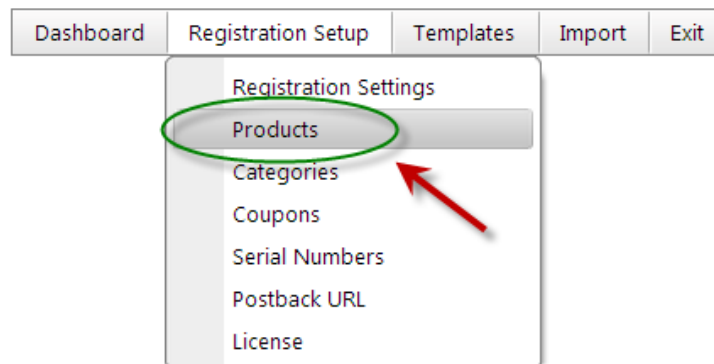 Dashboard Registration Setup Templates Import Exit
Registration Settings
Products
Categories
Coupons
Serial Numbers
Postback URL
License